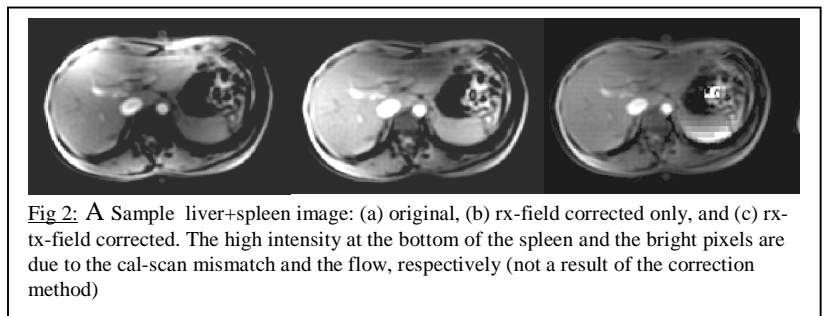 Fig 2: A Sample liver+spleen image: (a) original, (b) rx-field corrected only, and (c) rx-
tx-field corrected. The high intensity at the bottom of the spleen and the bright pixels are
due to the cal-scan mismatch and the flow, respectively (not a result of the correction
method)